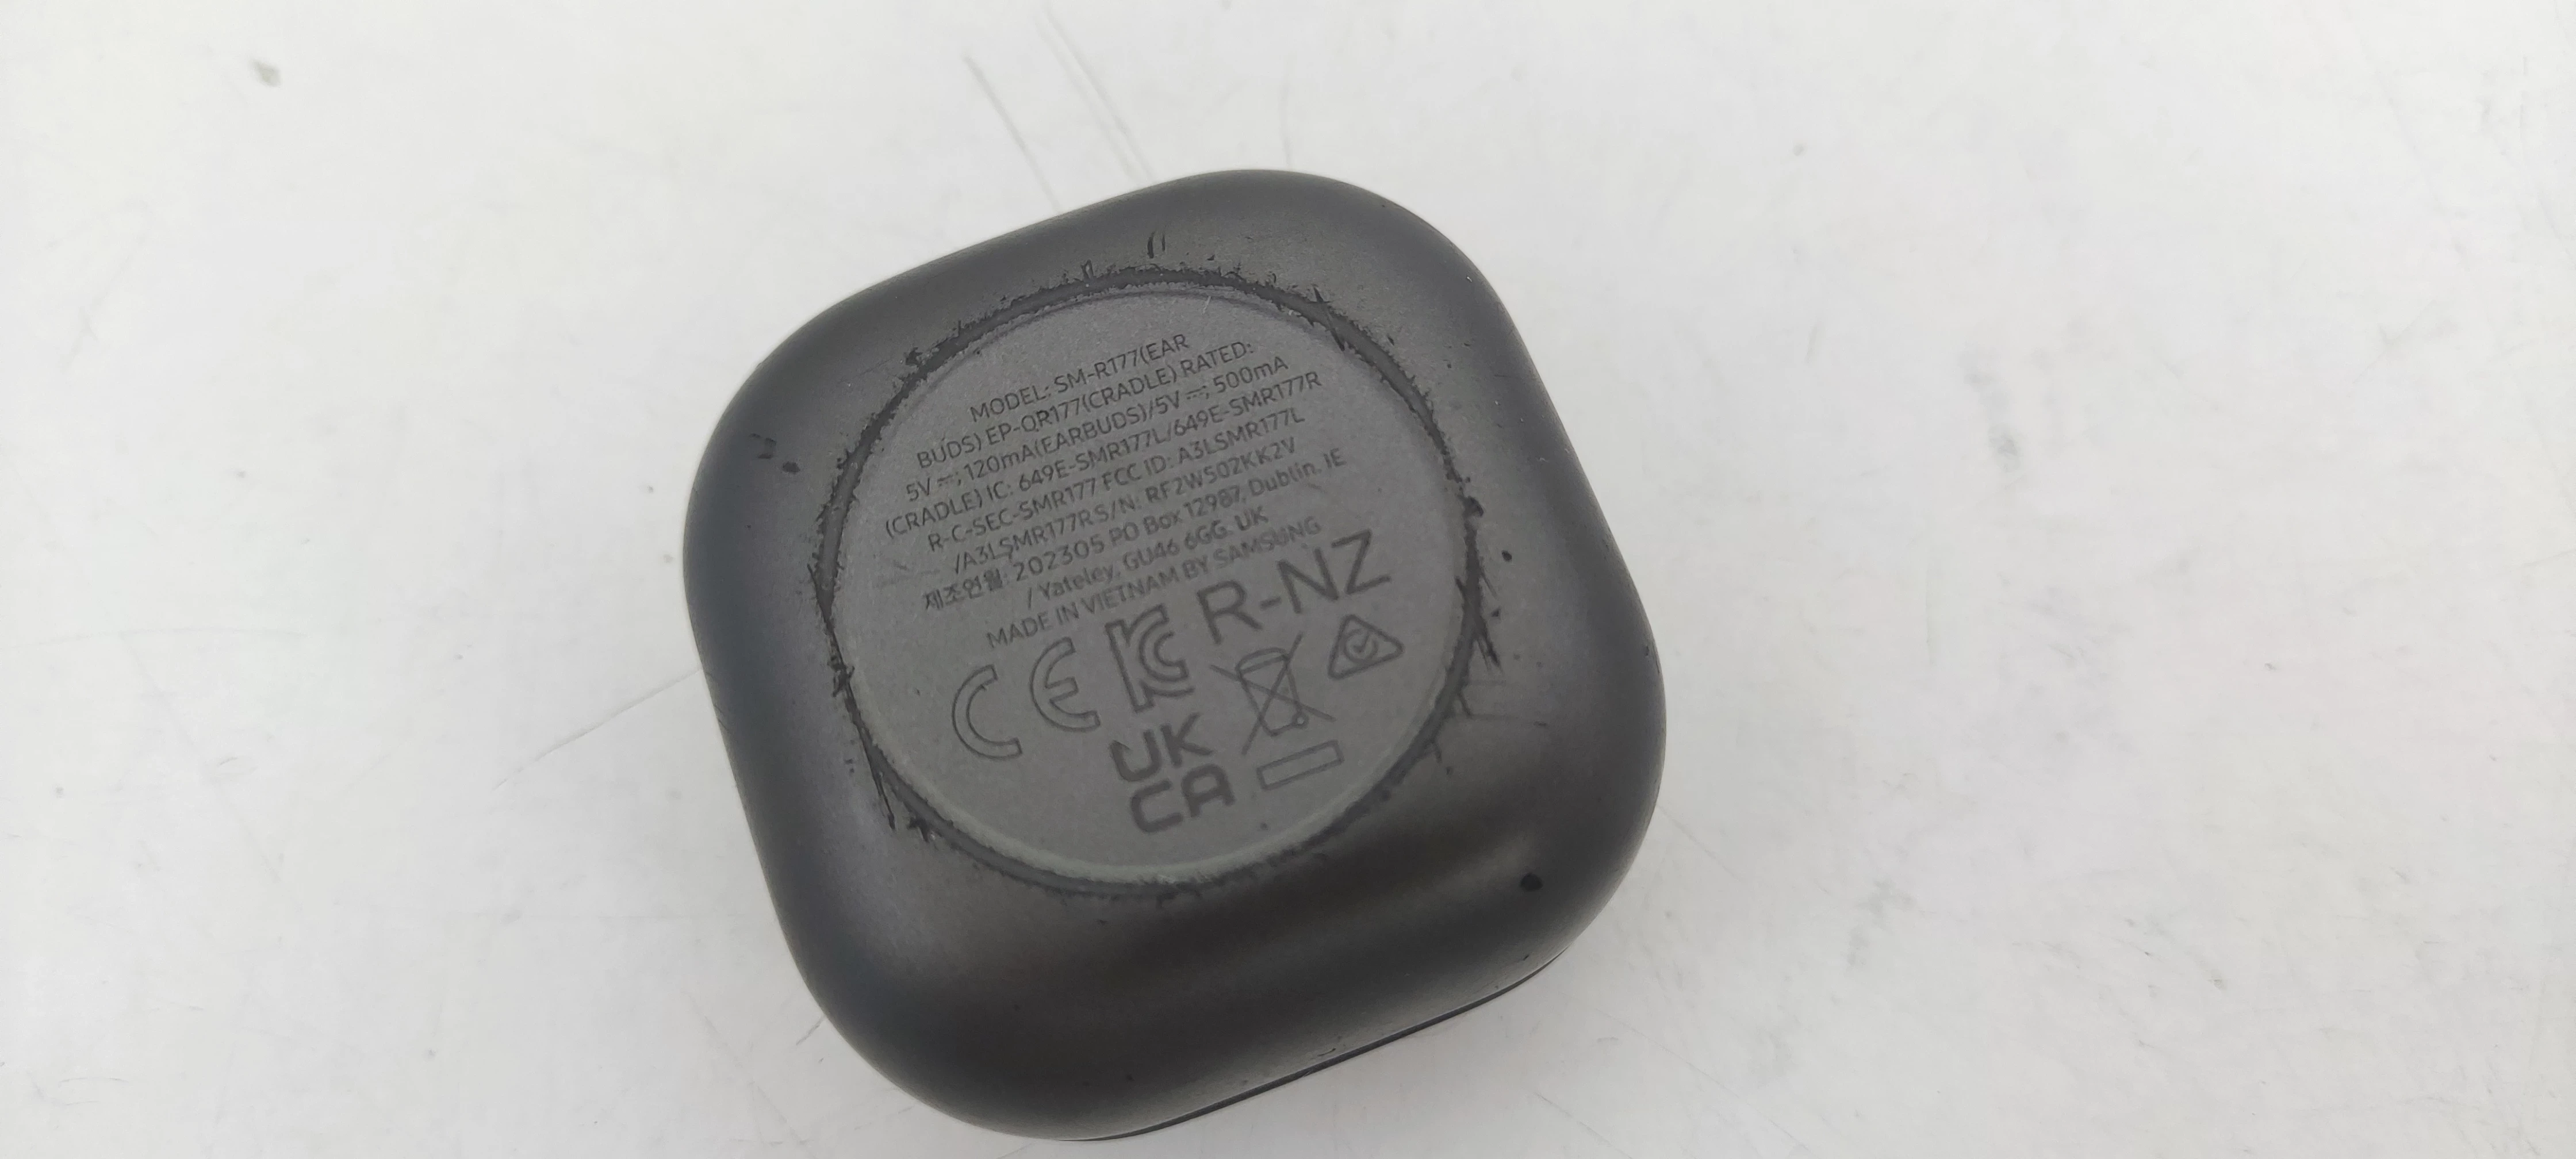 MODEL: SM-R177(EAR
BUDS) EP-QR177(CRADLE) RATED:
5V ⎓; 120mA(EARBUDS)/5V ⎓; 500mA
(CRADLE) IC: 649E-SMR177L/649E-SMR177R
R-C-SEC-SMR177 FCC ID: A3LSMR177L
/A3LSMR177R S/N: RF2W502KK2V
제조연월: 202305 PO Box 12987, Dublin. IE
/ Yateley, GU46 6GG. UK
MADE IN VIETNAM BY SAMSUNG
CE KC R-NZ
UK
CA